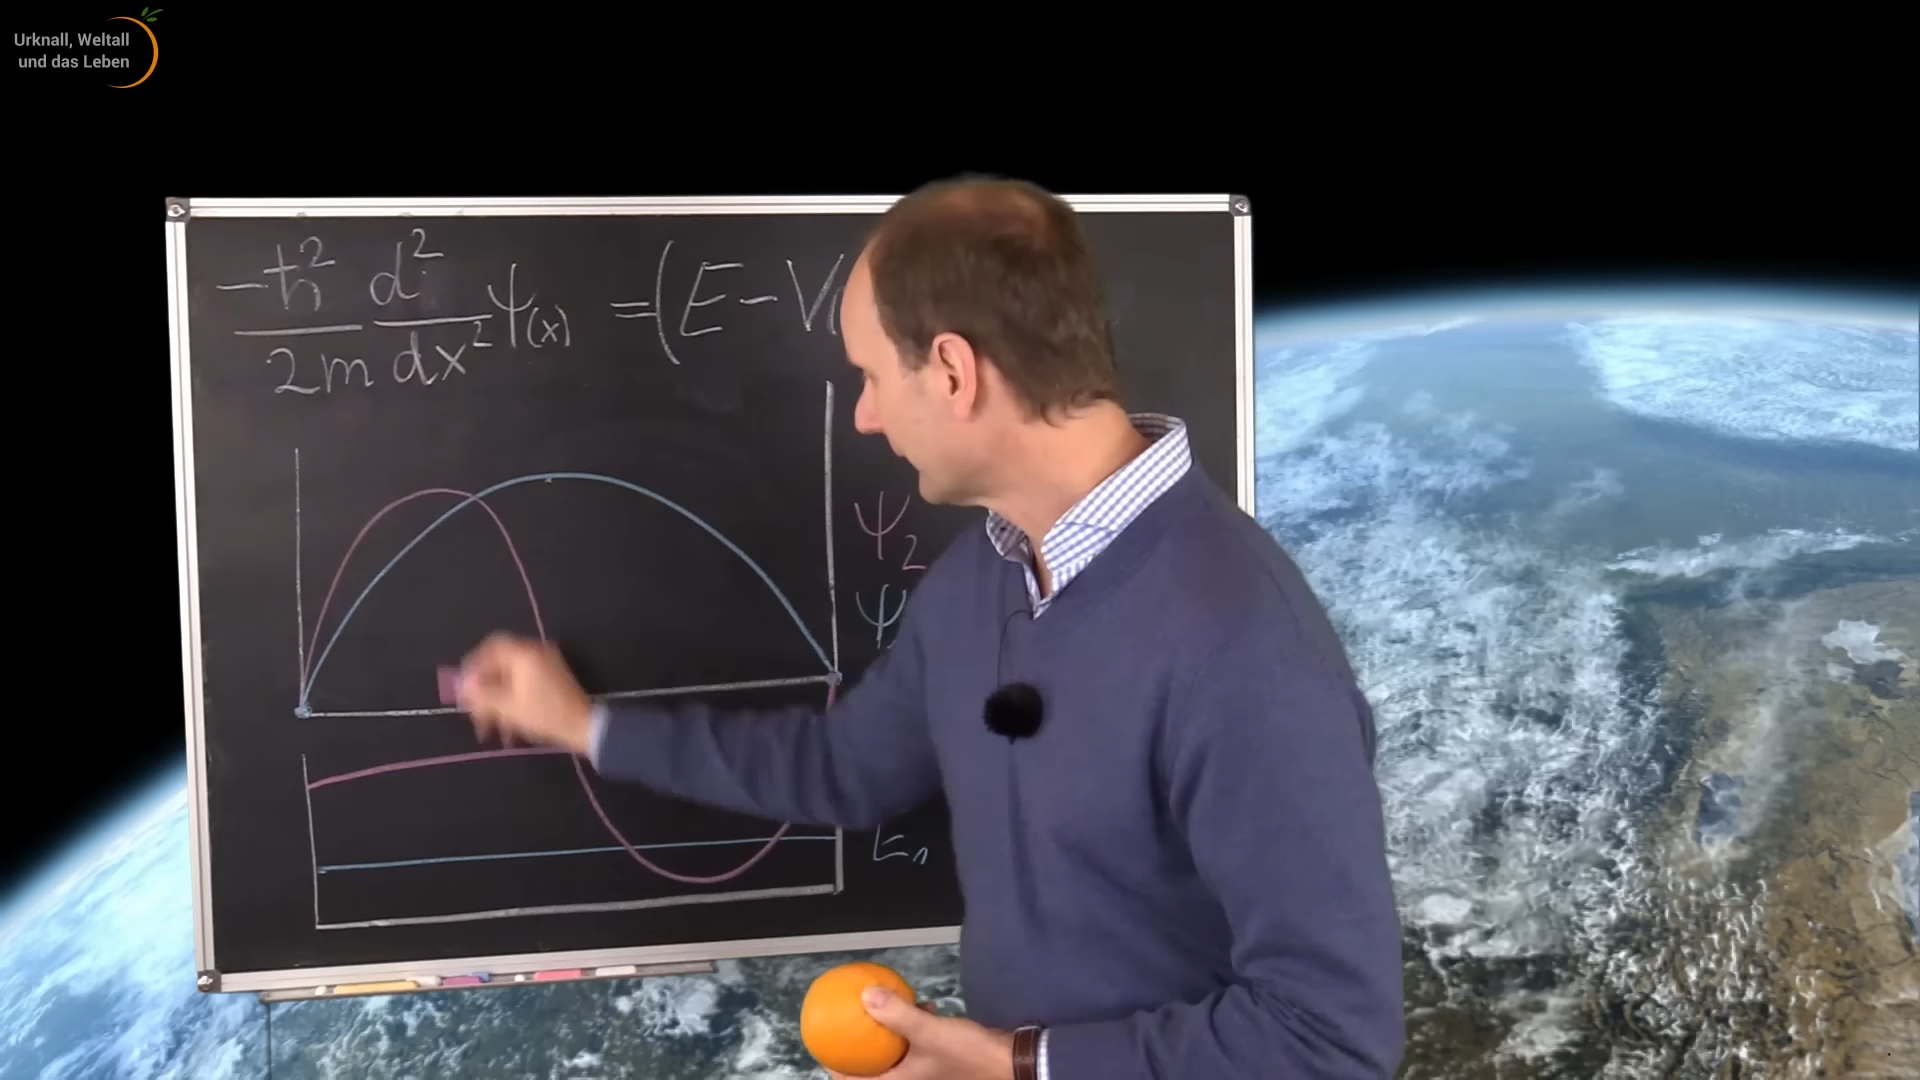 Urknall, Weltall
und das Leben
-ħ² d² ψ(x) = (E - V(
2m dx²
ψ₂
ψ
E₁